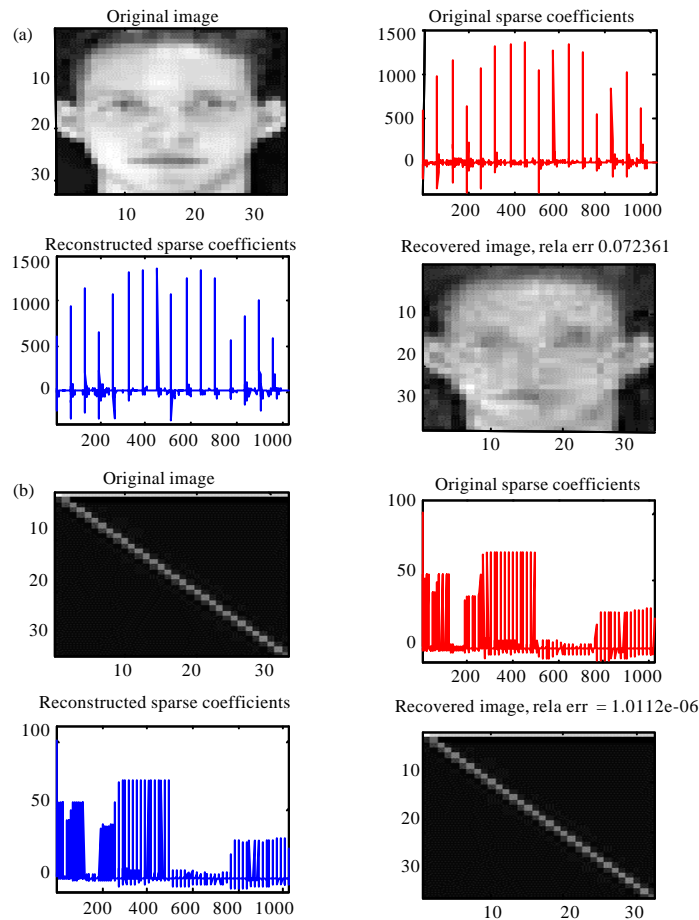 (a)
Original image
10
20
30
10 20 30
Original sparse coefficients
1500
1000
500
0
200 400 600 800 1000
Reconstructed sparse coefficients
1500
1000
500
0
200 400 600 800 1000
Recovered image, rela err 0.072361
10
20
30
10 20 30
(b)
Original image
10
20
30
10 20 30
Original sparse coefficients
100
50
0
200 400 600 800 1000
Reconstructed sparse coefficients
100
50
0
200 400 600 800 1000
Recovered image, rela err = 1.0112e-06
10
20
30
10 20 30